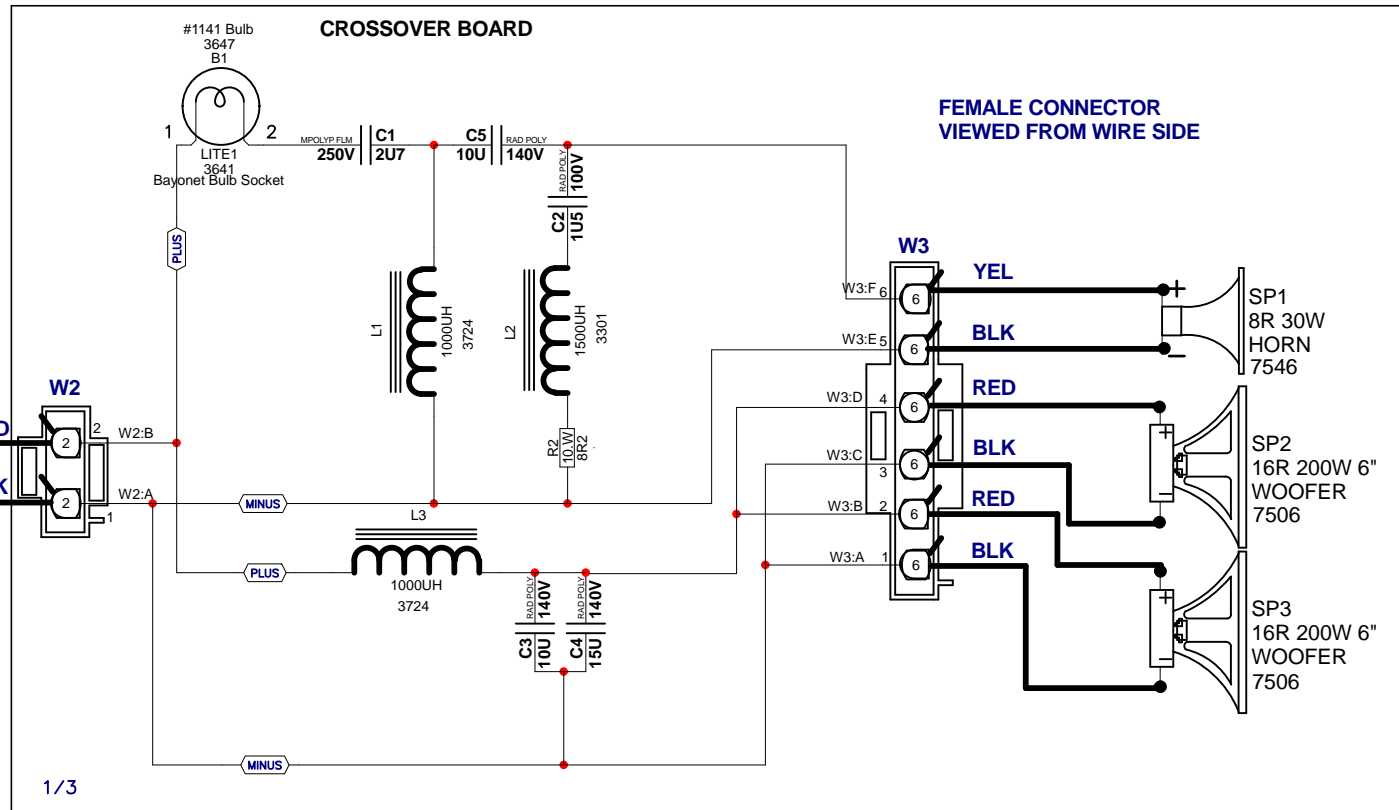 CROSSOVER BOARD
#1141 Bulb
3647
B1
1
2
LITE1
3641
Bayonet Bulb Socket
MPOLYP FLM
250V
C1
2U7
C5
10U
RAD POLY
140V
RAD POLY
100V
C2
1U5
FEMALE CONNECTOR
VIEWED FROM WIRE SIDE
PLUS
L1
1000UH
3724
L2
1500UH
3301
R2
10.W
8R2
W2
D
2
2
W2:B
K
2
W2:A
1
MINUS
L3
PLUS
1000UH
3724
RAD POLY
140V
C3
10U
RAD POLY
140V
C4
15U
MINUS
W3
W3:F
6
6
YEL
W3:E
5
6
BLK
W3:D
4
6
RED
W3:C
3
6
BLK
W3:B
2
6
RED
W3:A
1
6
BLK
+
−
SP1
8R 30W
HORN
7546
+
−
SP2
16R 200W 6"
WOOFER
7506
+
−
SP3
16R 200W 6"
WOOFER
7506
1/3